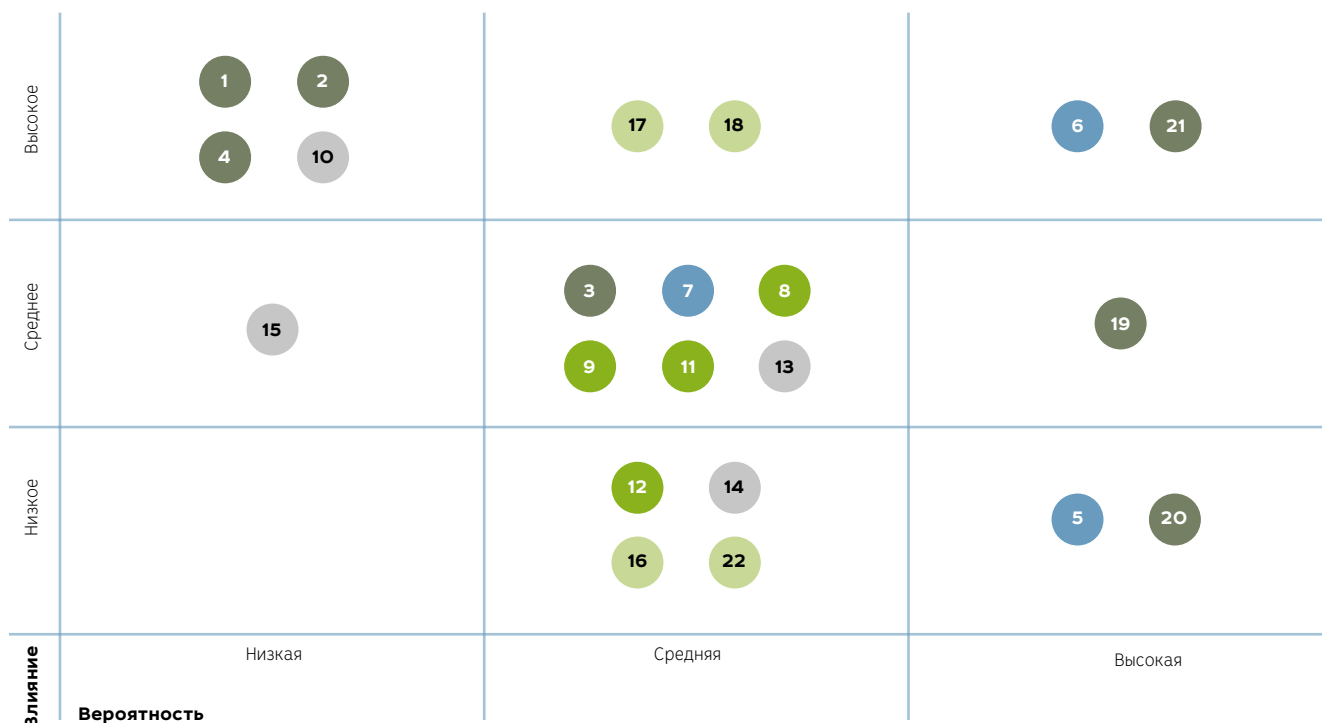 Высокое
1 2
4 10
17 18
6 21
Среднее
15
3 7 8
9 11 13
19
Низкое
12 14
16 22
5 20
Влияние
Низкая
Средняя
Высокая
Вероятность